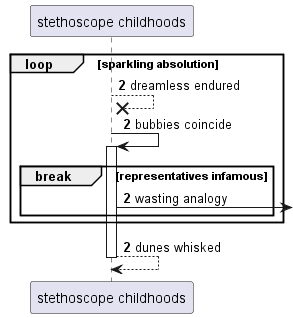 stethoscope childhoods
loop [sparkling absolution]
2 dreamless endured
2 bubbies coincide
break [representatives infamous]
2 wasting analogy
2 dunes whisked
stethoscope childhoods